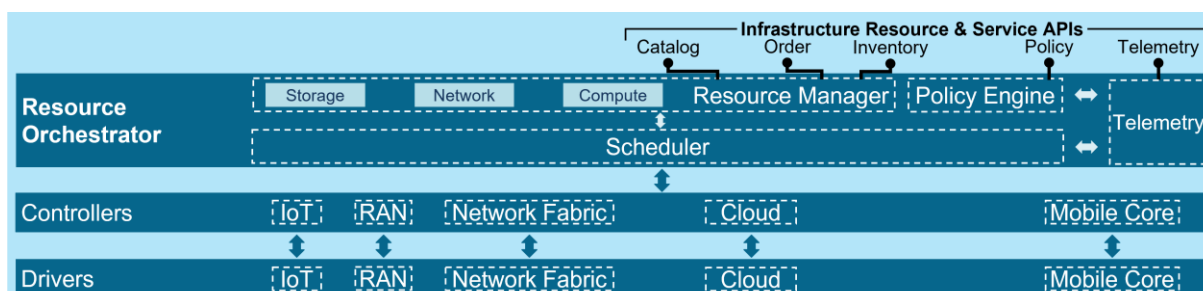 Infrastructure Resource & Service APIs
Catalog Order Inventory Policy Telemetry
Resource Orchestrator
Storage Network Compute Resource Manager Policy Engine
Telemetry
Scheduler
Controllers IoT RAN Network Fabric Cloud Mobile Core
Drivers IoT RAN Network Fabric Cloud Mobile Core